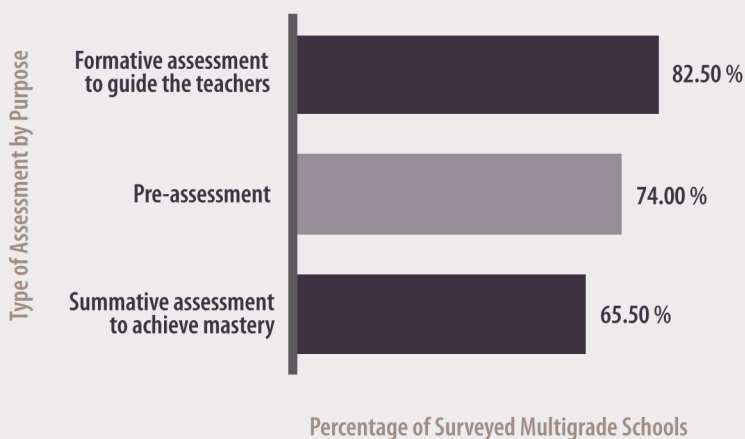 Type of Assessment by Purpose
Formative assessment
to guide the teachers
82.50 %
Pre-assessment
74.00 %
Summative assessment
to achieve mastery
65.50 %
Percentage of Surveyed Multigrade Schools